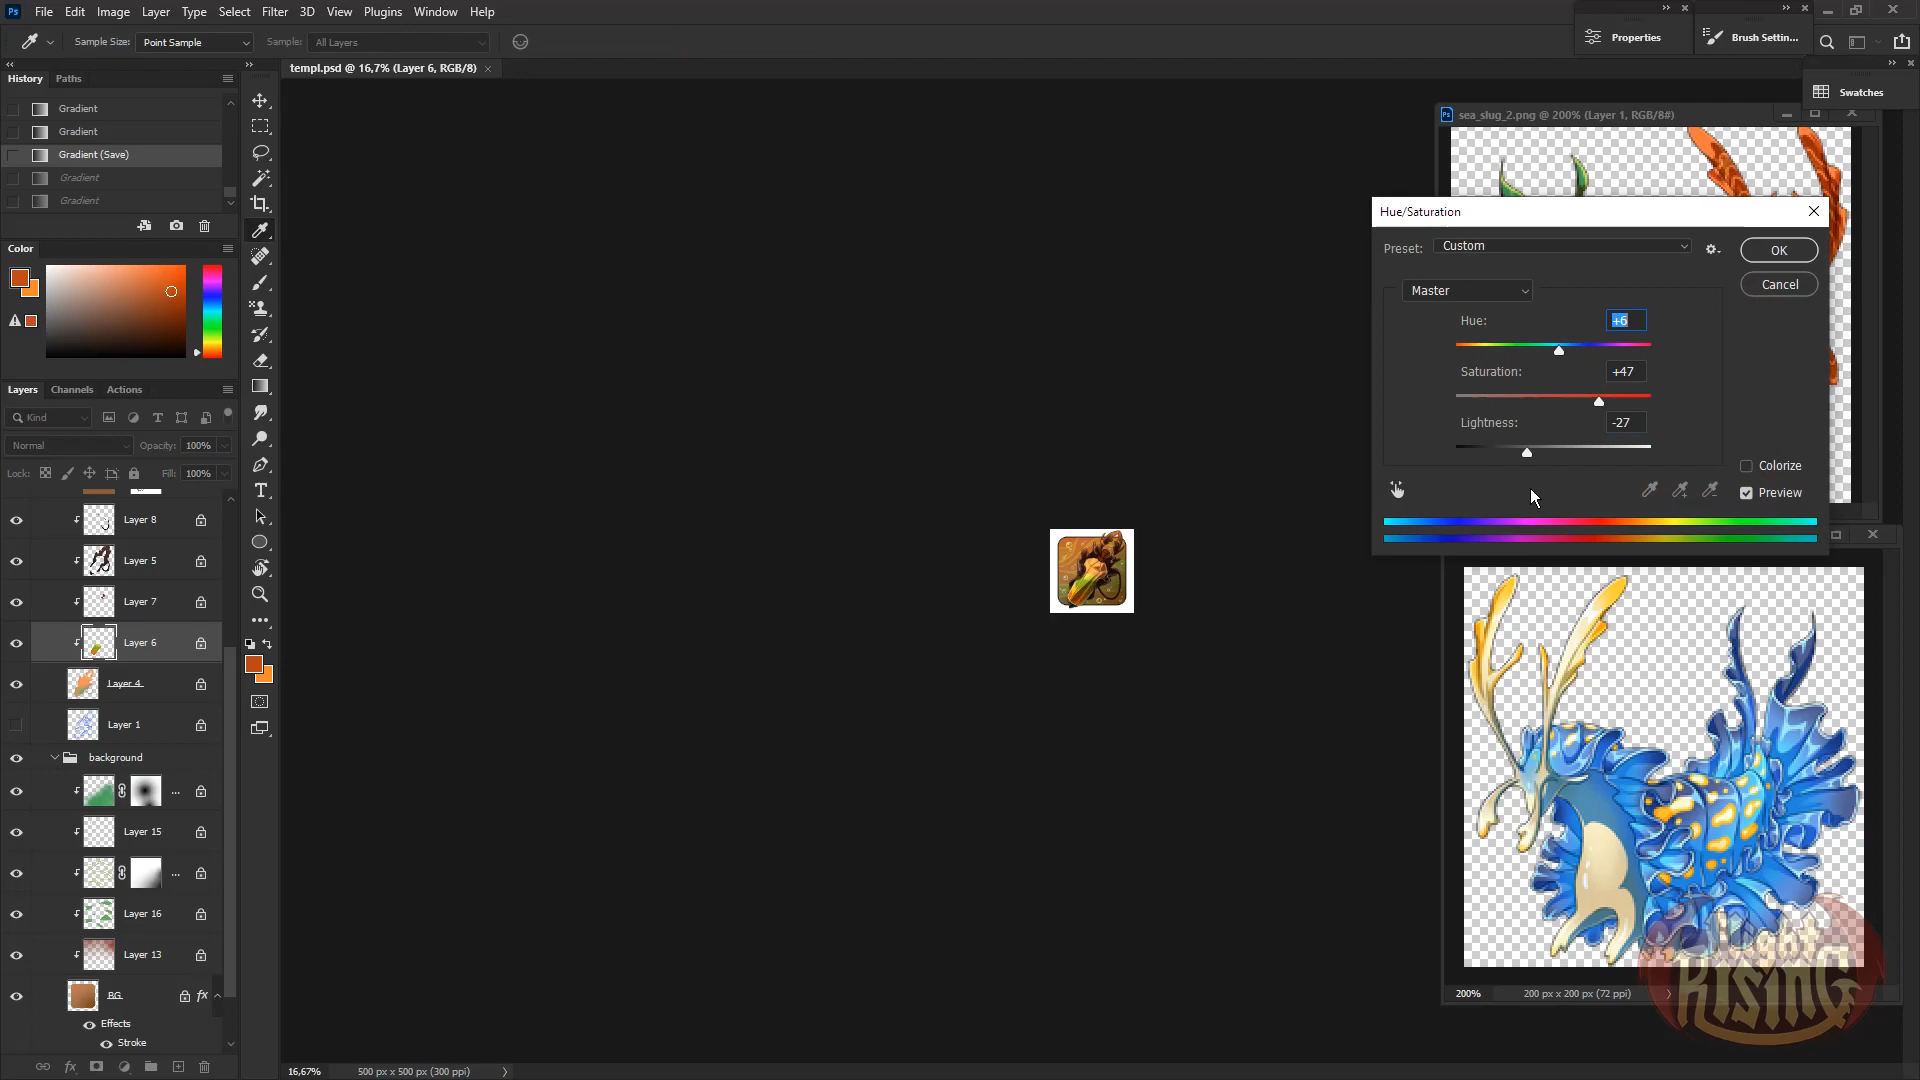 Ps File Edit Image Layer Type Select Filter 3D View Plugins Window Help
Sample Size: Point Sample Sample: All Layers
Properties
Brush Settin...
Swatches
History Paths
templ.psd @ 16,7% (Layer 6, RGB/8)
Gradient
Gradient
Gradient (Save)
Gradient
Gradient
Color
Layers Channels Actions
Kind
Normal Opacity: 100%
Lock: Fill: 100%
Layer 8
Layer 5
Layer 7
Layer 6
Layer 4
Layer 1
background
...
Layer 15
...
Layer 16
Layer 13
BG fx
Effects
Stroke
fx
16,67% 500 px x 500 px (300 ppi)
Ps sea_slug_2.png @ 200% (Layer 1, RGB/8#)
Hue/Saturation
Preset: Custom
OK
Cancel
Master
Hue: +6
Saturation: +47
Lightness: -27
Colorize
Preview
200% 200 px x 200 px (72 ppi)
light
RISING